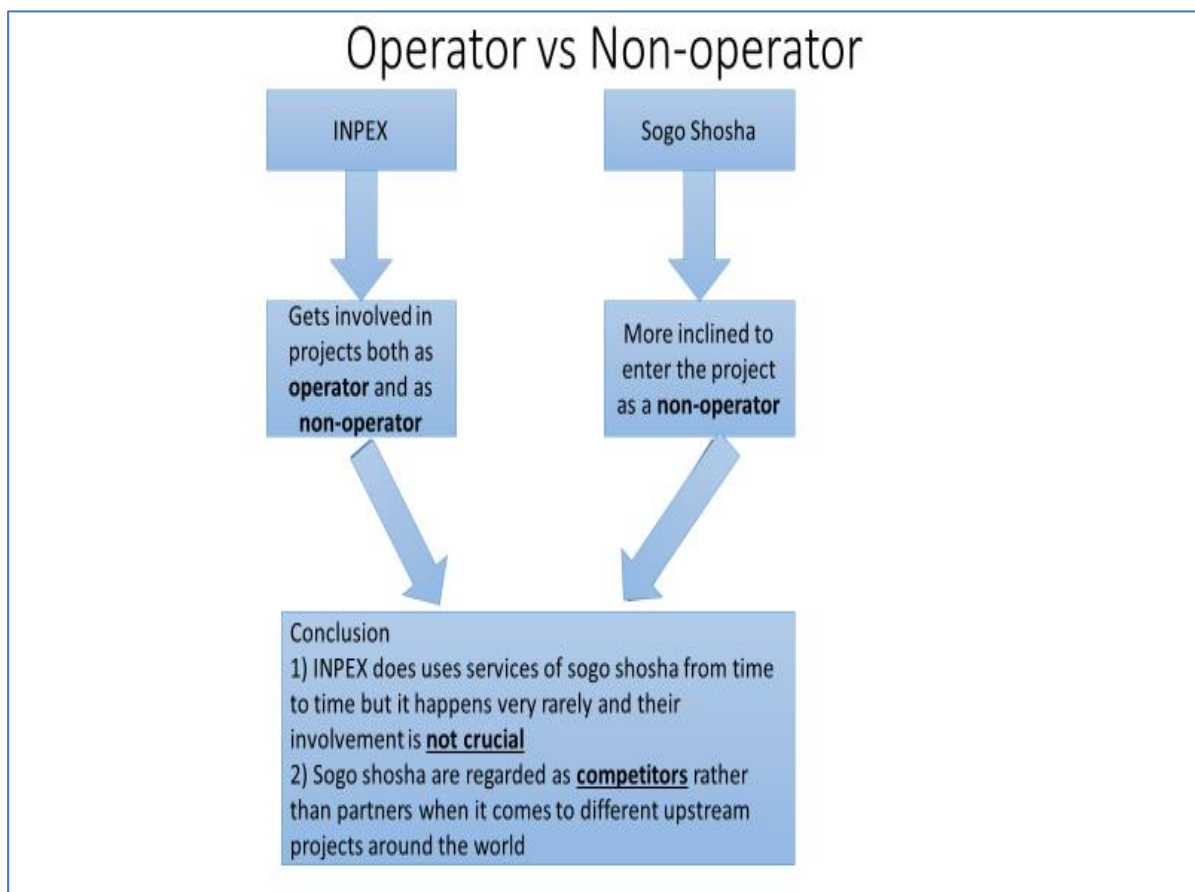 Operator vs Non-operator
INPEX
Sogo Shosha
Gets involved in
projects both as
operator and as
non-operator
More inclined to
enter the project
as a non-operator
Conclusion
1) INPEX does uses services of sogo shosha from time
to time but it happens very rarely and their
involvement is not crucial
2) Sogo shosha are regarded as competitors rather
than partners when it comes to different upstream
projects around the world